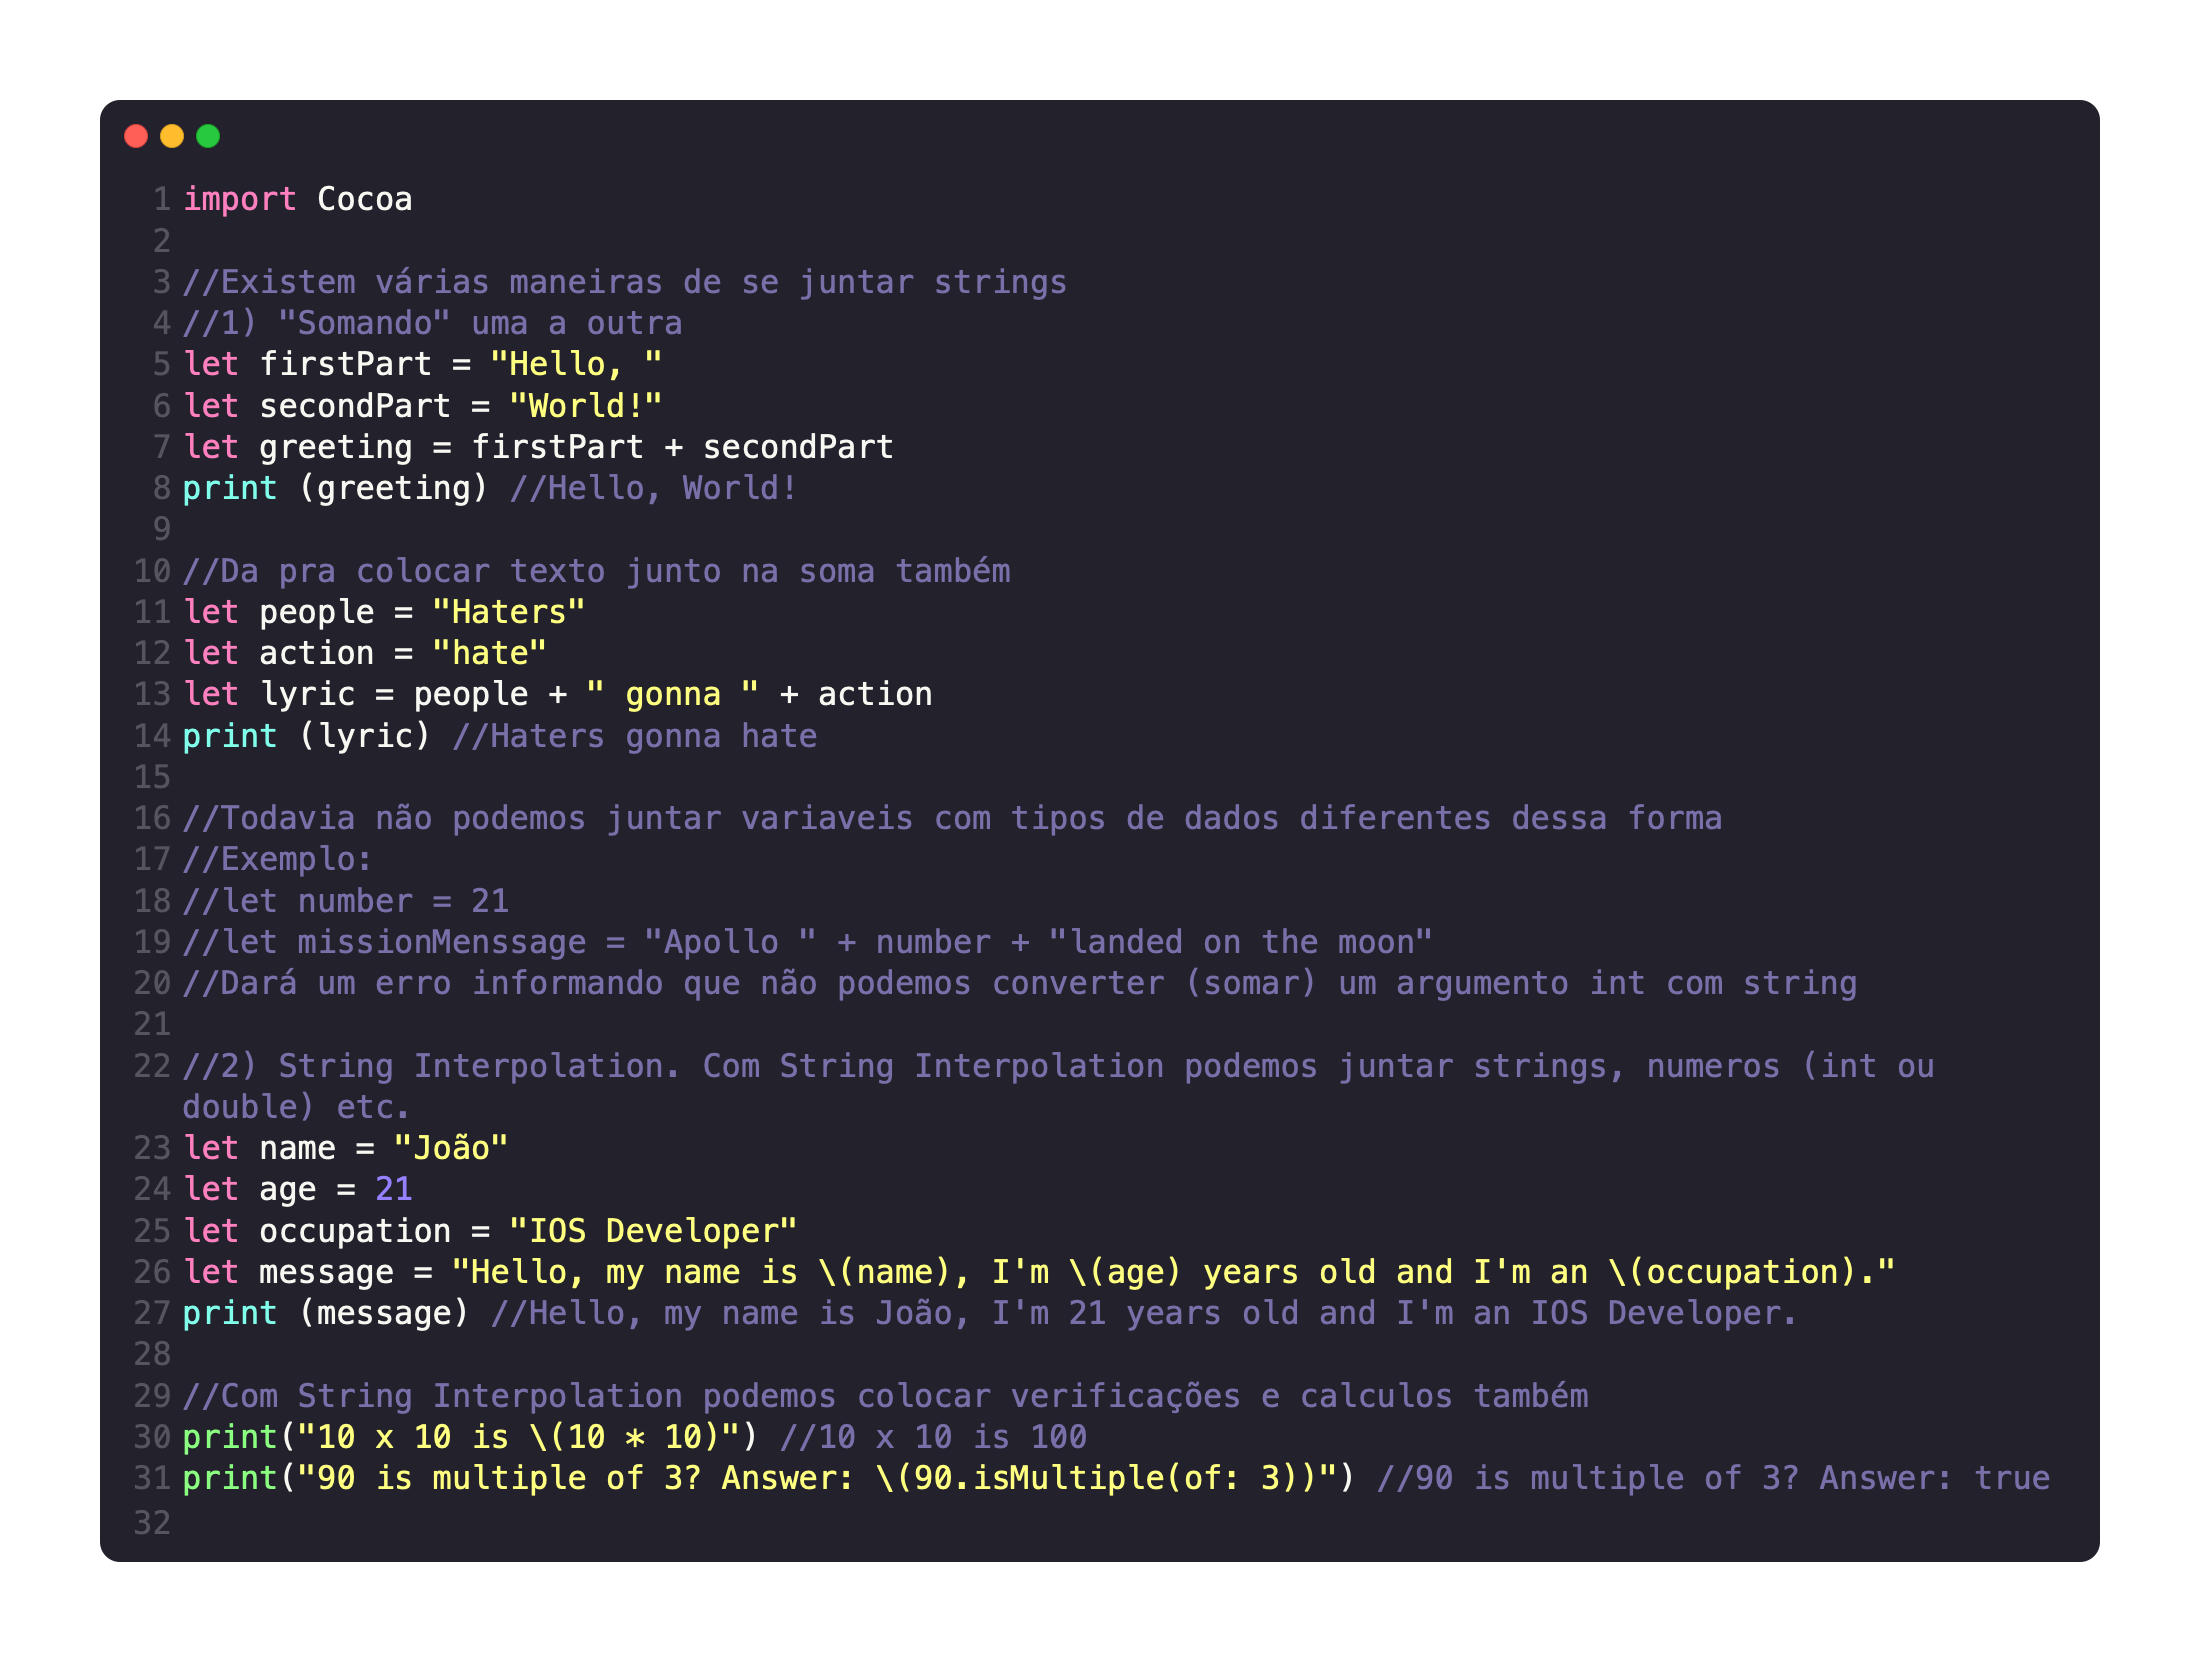 1 import Cocoa
2
3 //Existem várias maneiras de se juntar strings
4 //1) "Somando" uma a outra
5 let firstPart = "Hello, "
6 let secondPart = "World!"
7 let greeting = firstPart + secondPart
8 print (greeting) //Hello, World!
9
10 //Da pra colocar texto junto na soma também
11 let people = "Haters"
12 let action = "hate"
13 let lyric = people + " gonna " + action
14 print (lyric) //Haters gonna hate
15
16 //Todavia não podemos juntar variaveis com tipos de dados diferentes dessa forma
17 //Exemplo:
18 //let number = 21
19 //let missionMenssage = "Apollo " + number + "landed on the moon"
20 //Dará um erro informando que não podemos converter (somar) um argumento int com string
21
22 //2) String Interpolation. Com String Interpolation podemos juntar strings, numeros (int ou
double) etc.
23 let name = "João"
24 let age = 21
25 let occupation = "IOS Developer"
26 let message = "Hello, my name is \(name), I'm \(age) years old and I'm an \(occupation)."
27 print (message) //Hello, my name is João, I'm 21 years old and I'm an IOS Developer.
28
29 //Com String Interpolation podemos colocar verificações e calculos também
30 print("10 x 10 is \(10 * 10)") //10 x 10 is 100
31 print("90 is multiple of 3? Answer: \(90.isMultiple(of: 3))") //90 is multiple of 3? Answer: true
32